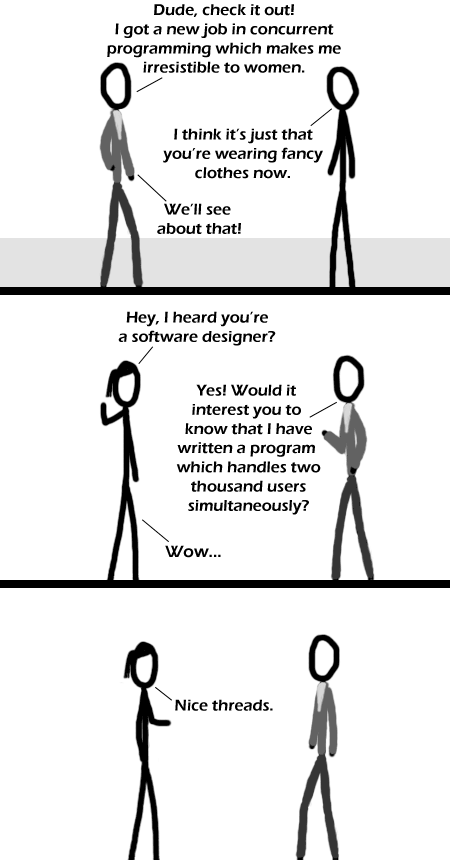 Dude, check it out!
I got a new job in concurrent
programming which makes me
irresistible to women.
I think it's just that
you're wearing fancy
clothes now.
We'll see
about that!
Hey, I heard you're
a software designer?
Yes! Would it
interest you to
know that I have
written a program
which handles two
thousand users
simultaneously?
Wow...
Nice threads.